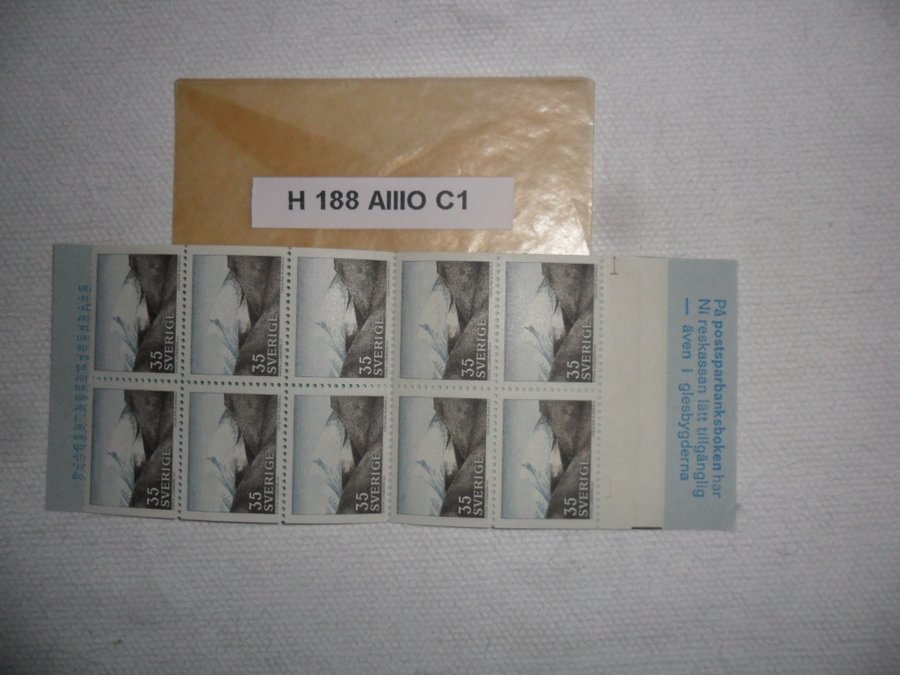 H 188 AIIIO C1
35
SVERIGE
35
SVERIGE
35
SVERIGE
35
SVERIGE
35
SVERIGE
35
SVERIGE
35
SVERIGE
35
SVERIGE
35
SVERIGE
35
SVERIGE
På postsparbanksboken har
Ni reskassan lätt tillgänglig
— även i glesbygderna